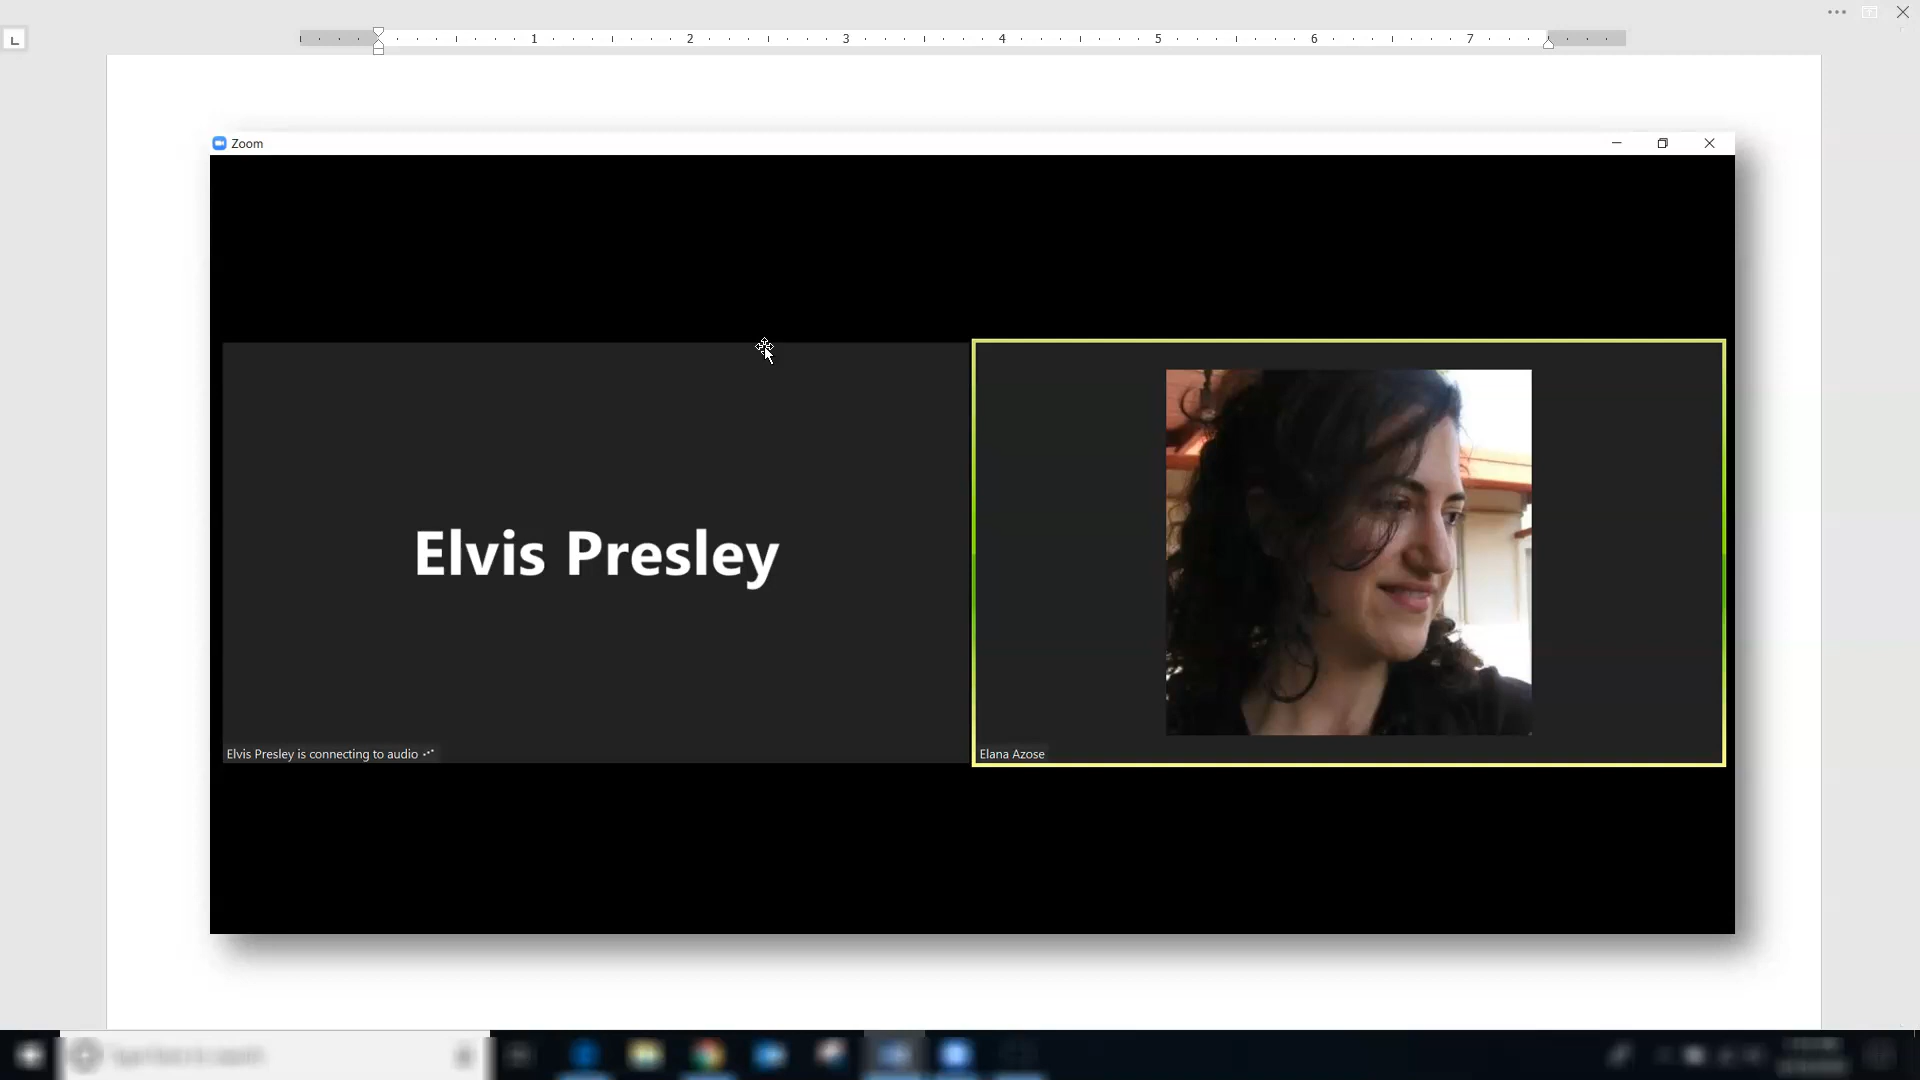 1 2 3 4 5 6 7
Zoom
Elvis Presley
Elvis Presley is connecting to audio
Elana Azose